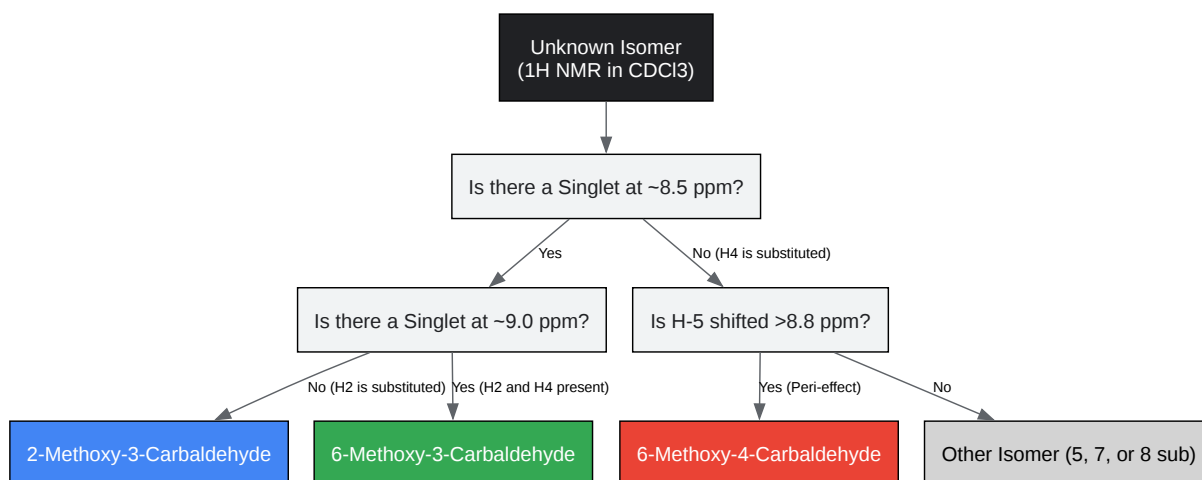 Unknown Isomer
(1H NMR in CDCl3)
Is there a Singlet at ~8.5 ppm?
Yes
No (H4 is substituted)
Is there a Singlet at ~9.0 ppm?
Is H-5 shifted >8.8 ppm?
No (H2 is substituted)
Yes (H2 and H4 present)
Yes (Peri-effect)
No
2-Methoxy-3-Carbaldehyde
6-Methoxy-3-Carbaldehyde
6-Methoxy-4-Carbaldehyde
Other Isomer (5, 7, or 8 sub)